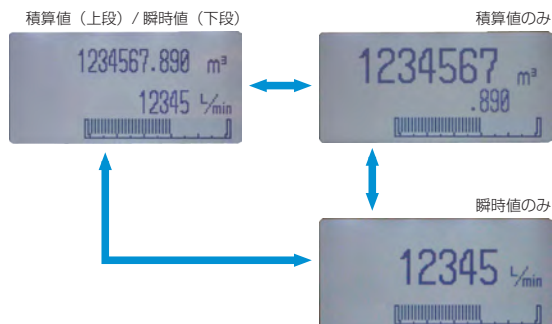 積算値（上段）/ 瞬時値（下段）
1234567.890 m³
12345 L/min
積算値のみ
1234567 m³
.890
瞬時値のみ
12345 L/min